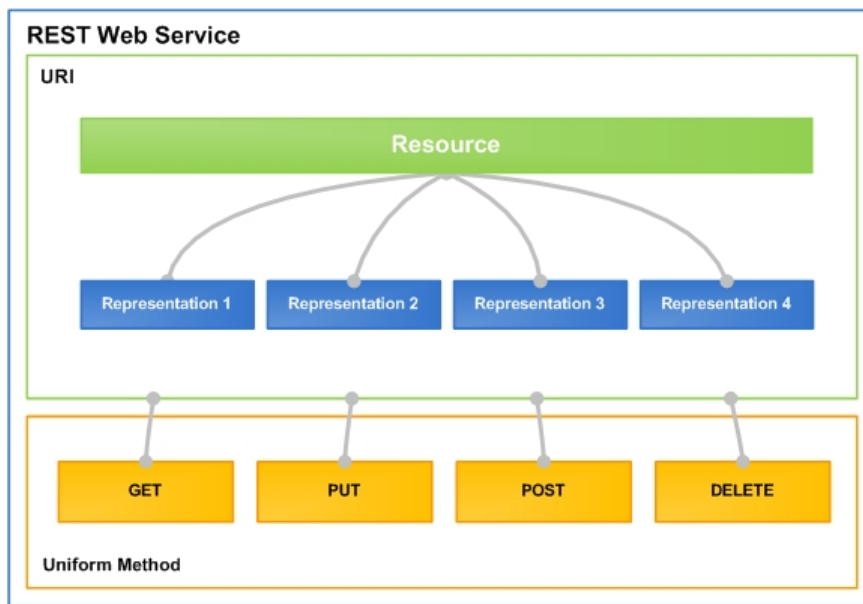 REST Web Service
URI
Resource
Representation 1
Representation 2
Representation 3
Representation 4
GET
PUT
POST
DELETE
Uniform Method